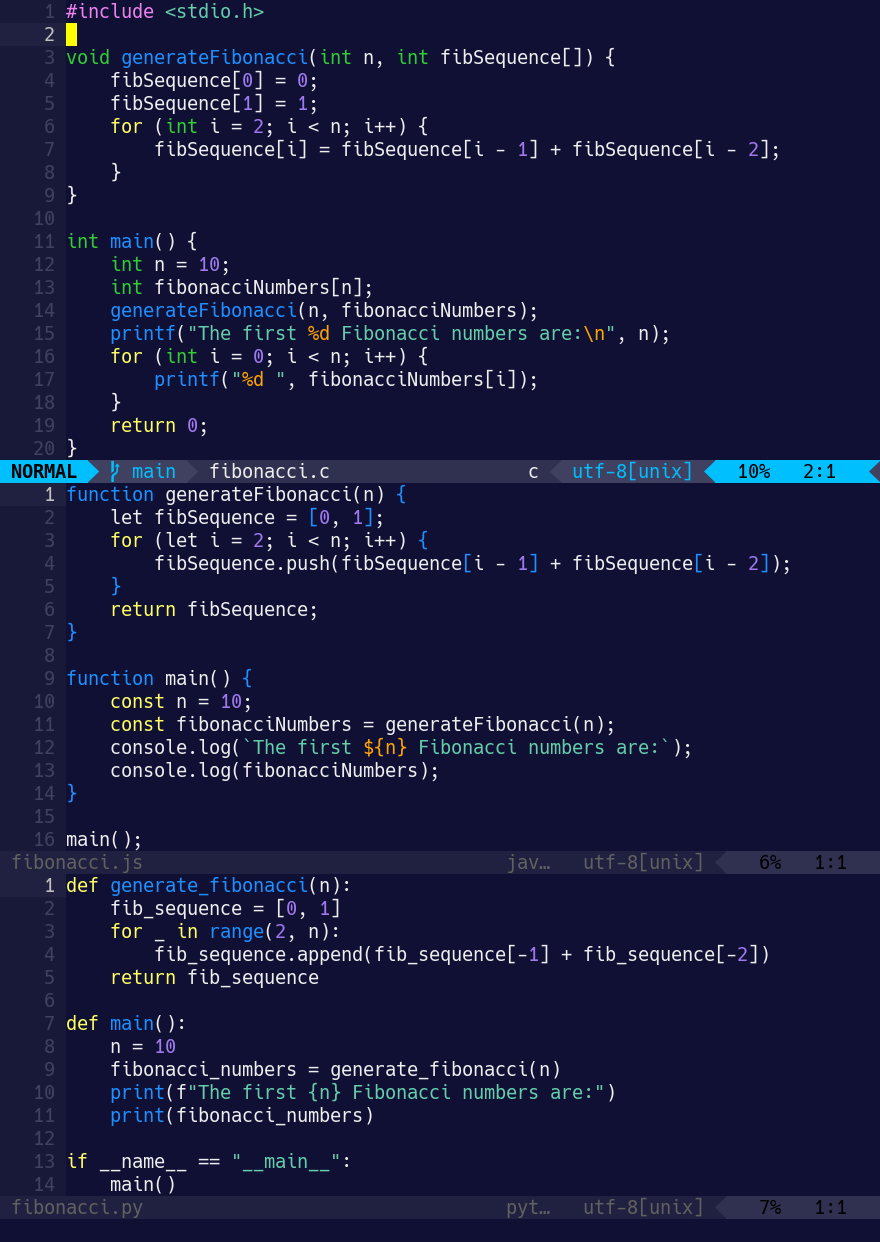 1 #include <stdio.h>
2
3 void generateFibonacci(int n, int fibSequence[]) {
4     fibSequence[0] = 0;
5     fibSequence[1] = 1;
6     for (int i = 2; i < n; i++) {
7         fibSequence[i] = fibSequence[i - 1] + fibSequence[i - 2];
8     }
9 }
10
11 int main() {
12     int n = 10;
13     int fibonacciNumbers[n];
14     generateFibonacci(n, fibonacciNumbers);
15     printf("The first %d Fibonacci numbers are:\n", n);
16     for (int i = 0; i < n; i++) {
17         printf("%d ", fibonacciNumbers[i]);
18     }
19     return 0;
20 }
NORMAL main fibonacci.c c utf-8[unix] 10% 2:1
1 function generateFibonacci(n) {
2     let fibSequence = [0, 1];
3     for (let i = 2; i < n; i++) {
4         fibSequence.push(fibSequence[i - 1] + fibSequence[i - 2]);
5     }
6     return fibSequence;
7 }
8
9 function main() {
10     const n = 10;
11     const fibonacciNumbers = generateFibonacci(n);
12     console.log(`The first ${n} Fibonacci numbers are:`);
13     console.log(fibonacciNumbers);
14 }
15
16 main();
fibonacci.js jav… utf-8[unix] 6% 1:1
1 def generate_fibonacci(n):
2     fib_sequence = [0, 1]
3     for _ in range(2, n):
4         fib_sequence.append(fib_sequence[-1] + fib_sequence[-2])
5     return fib_sequence
6
7 def main():
8     n = 10
9     fibonacci_numbers = generate_fibonacci(n)
10     print(f"The first {n} Fibonacci numbers are:")
11     print(fibonacci_numbers)
12
13 if __name__ == "__main__":
14     main()
fibonacci.py pyt… utf-8[unix] 7% 1:1